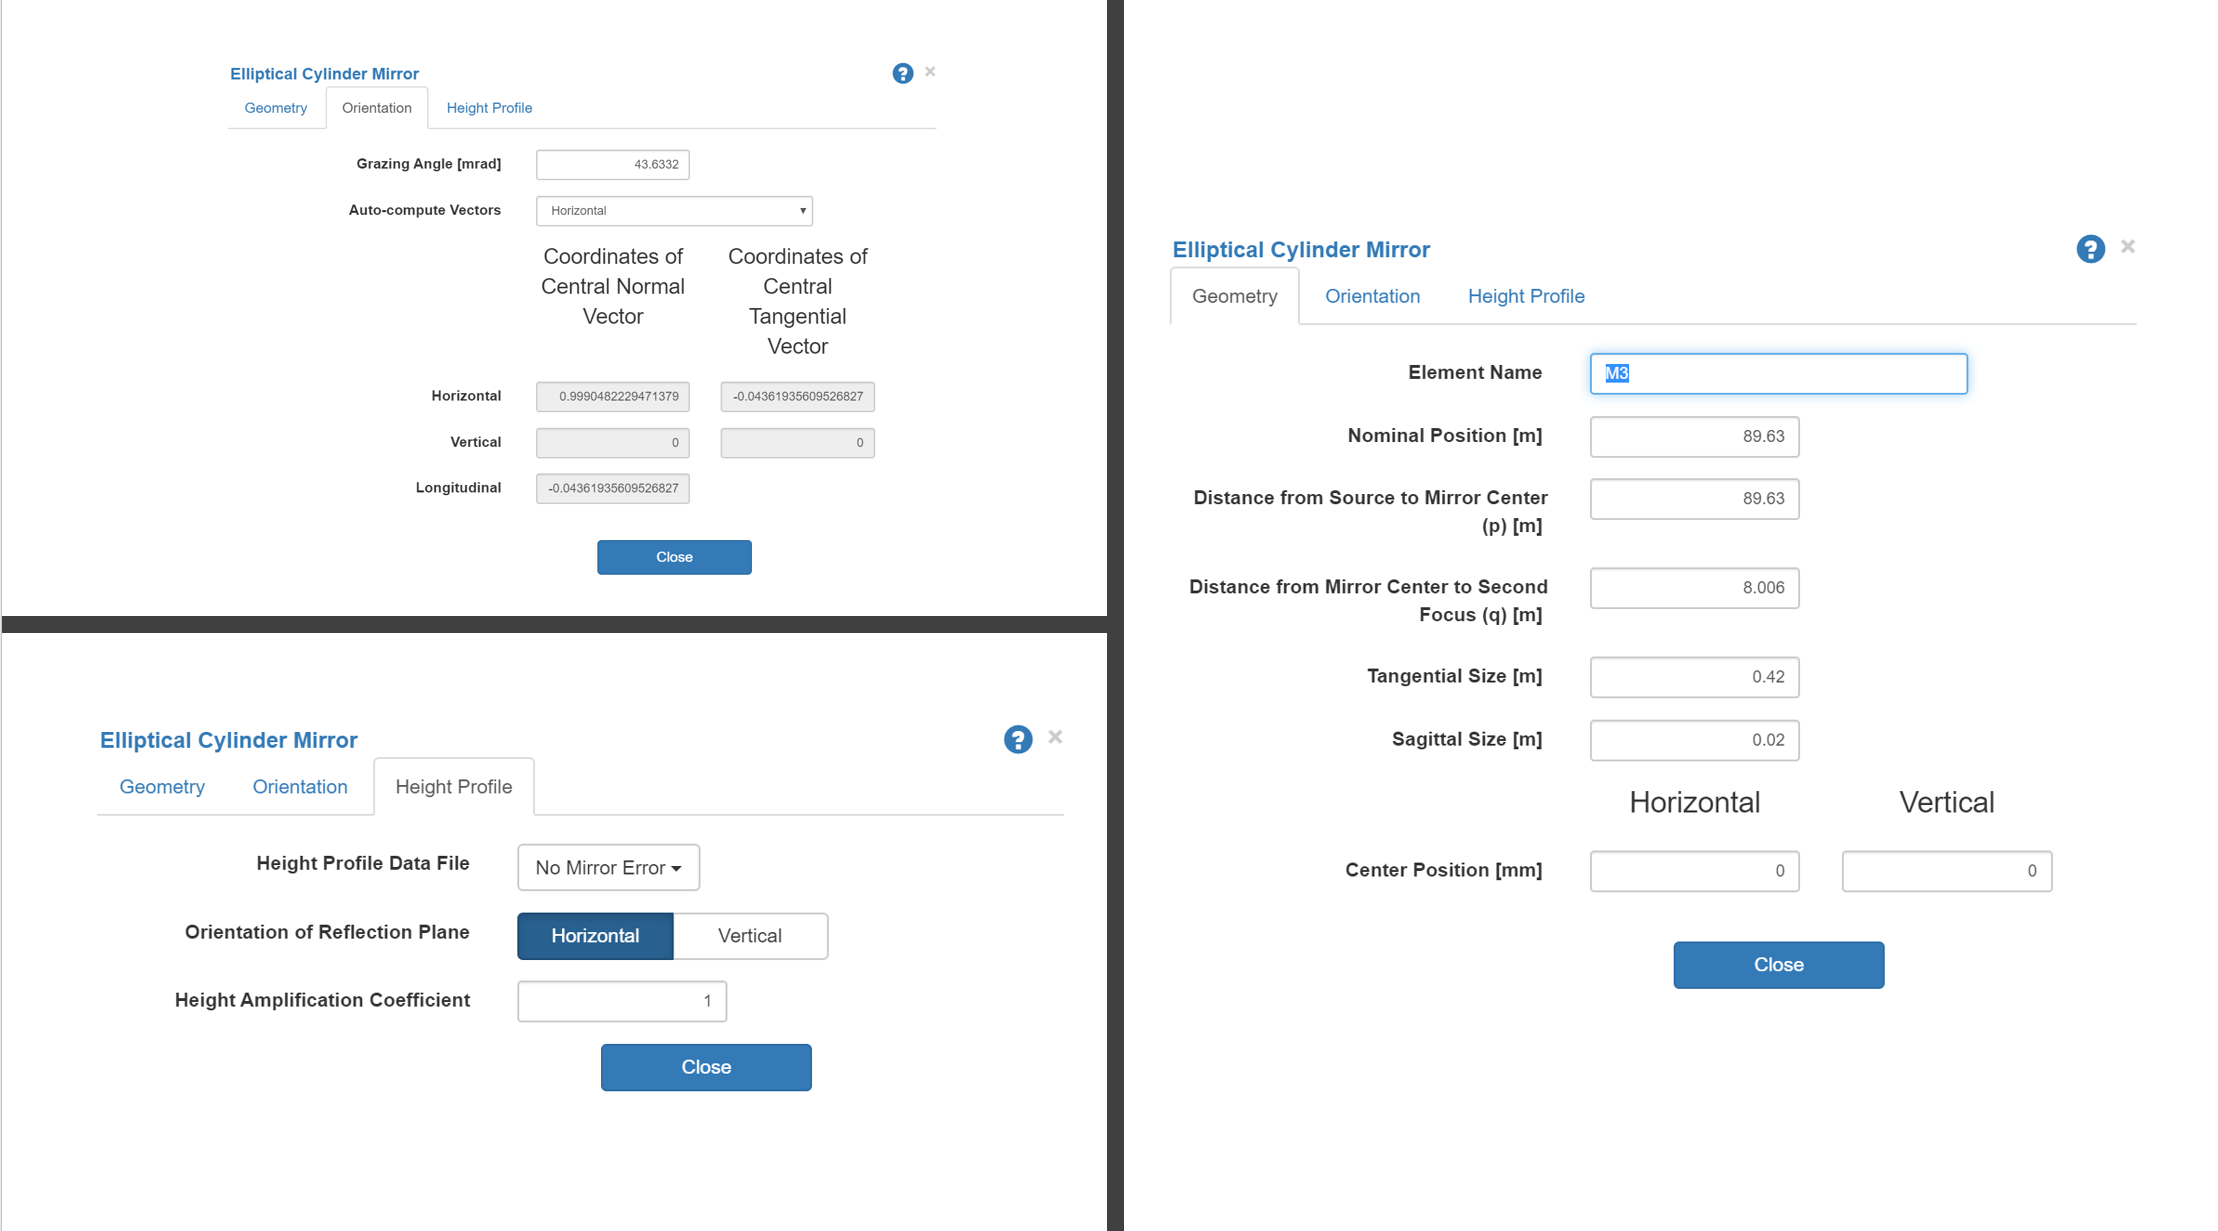 Elliptical Cylinder Mirror ? ×
Geometry Orientation Height Profile
Grazing Angle [mrad] 43.6332
Auto-compute Vectors Horizontal
Coordinates of Central Normal Vector
Coordinates of Central Tangential Vector
Horizontal 0.9990482229471379 -0.04361935609526827
Vertical 0 0
Longitudinal -0.04361935609526827
Close
Elliptical Cylinder Mirror ? ×
Geometry Orientation Height Profile
Height Profile Data File No Mirror Error
Orientation of Reflection Plane Horizontal Vertical
Height Amplification Coefficient 1
Close
Elliptical Cylinder Mirror ? ×
Geometry Orientation Height Profile
Element Name M3
Nominal Position [m] 89.63
Distance from Source to Mirror Center
(p) [m] 89.63
Distance from Mirror Center to Second
Focus (q) [m] 8.006
Tangential Size [m] 0.42
Sagittal Size [m] 0.02
Horizontal Vertical
Center Position [mm] 0 0
Close